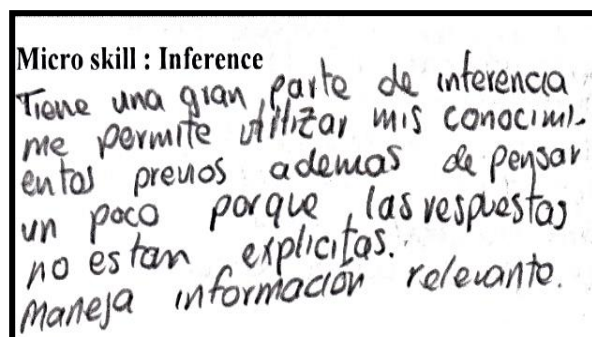 Micro skill : Inference
Tiene una gran parte de inferencia
me permite utilizar mis conocimi-
entos previos ademas de pensar
un poco porque las respuestas
no estan explicitas.
Maneja información relevante.